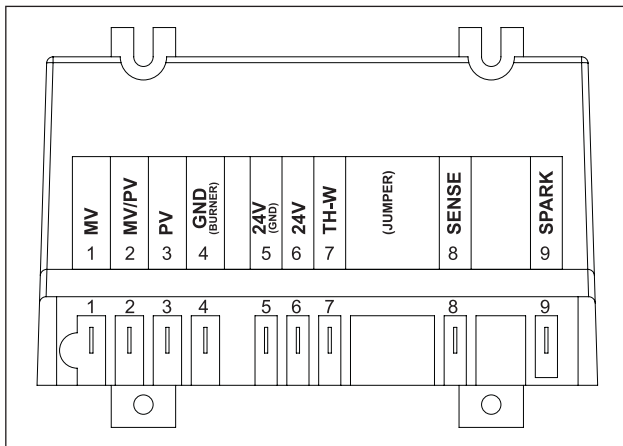 MV
MV/PV
PV
GND
(BURNER)
24V
(GND)
24V
TH-W
(JUMPER)
SENSE
SPARK
1 2 3 4 5 6 7 8 9
1 2 3 4 5 6 7 8 9